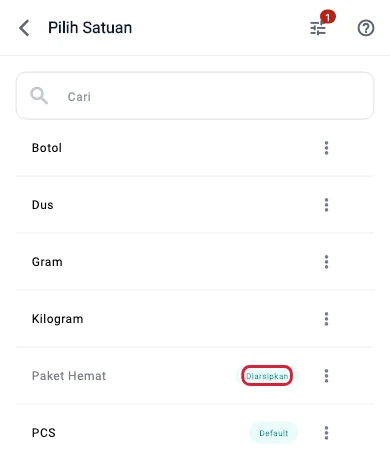 Pilih Satuan
1
Cari
Botol
Dus
Gram
Kilogram
Paket Hemat Diarsipkan
PCS Default